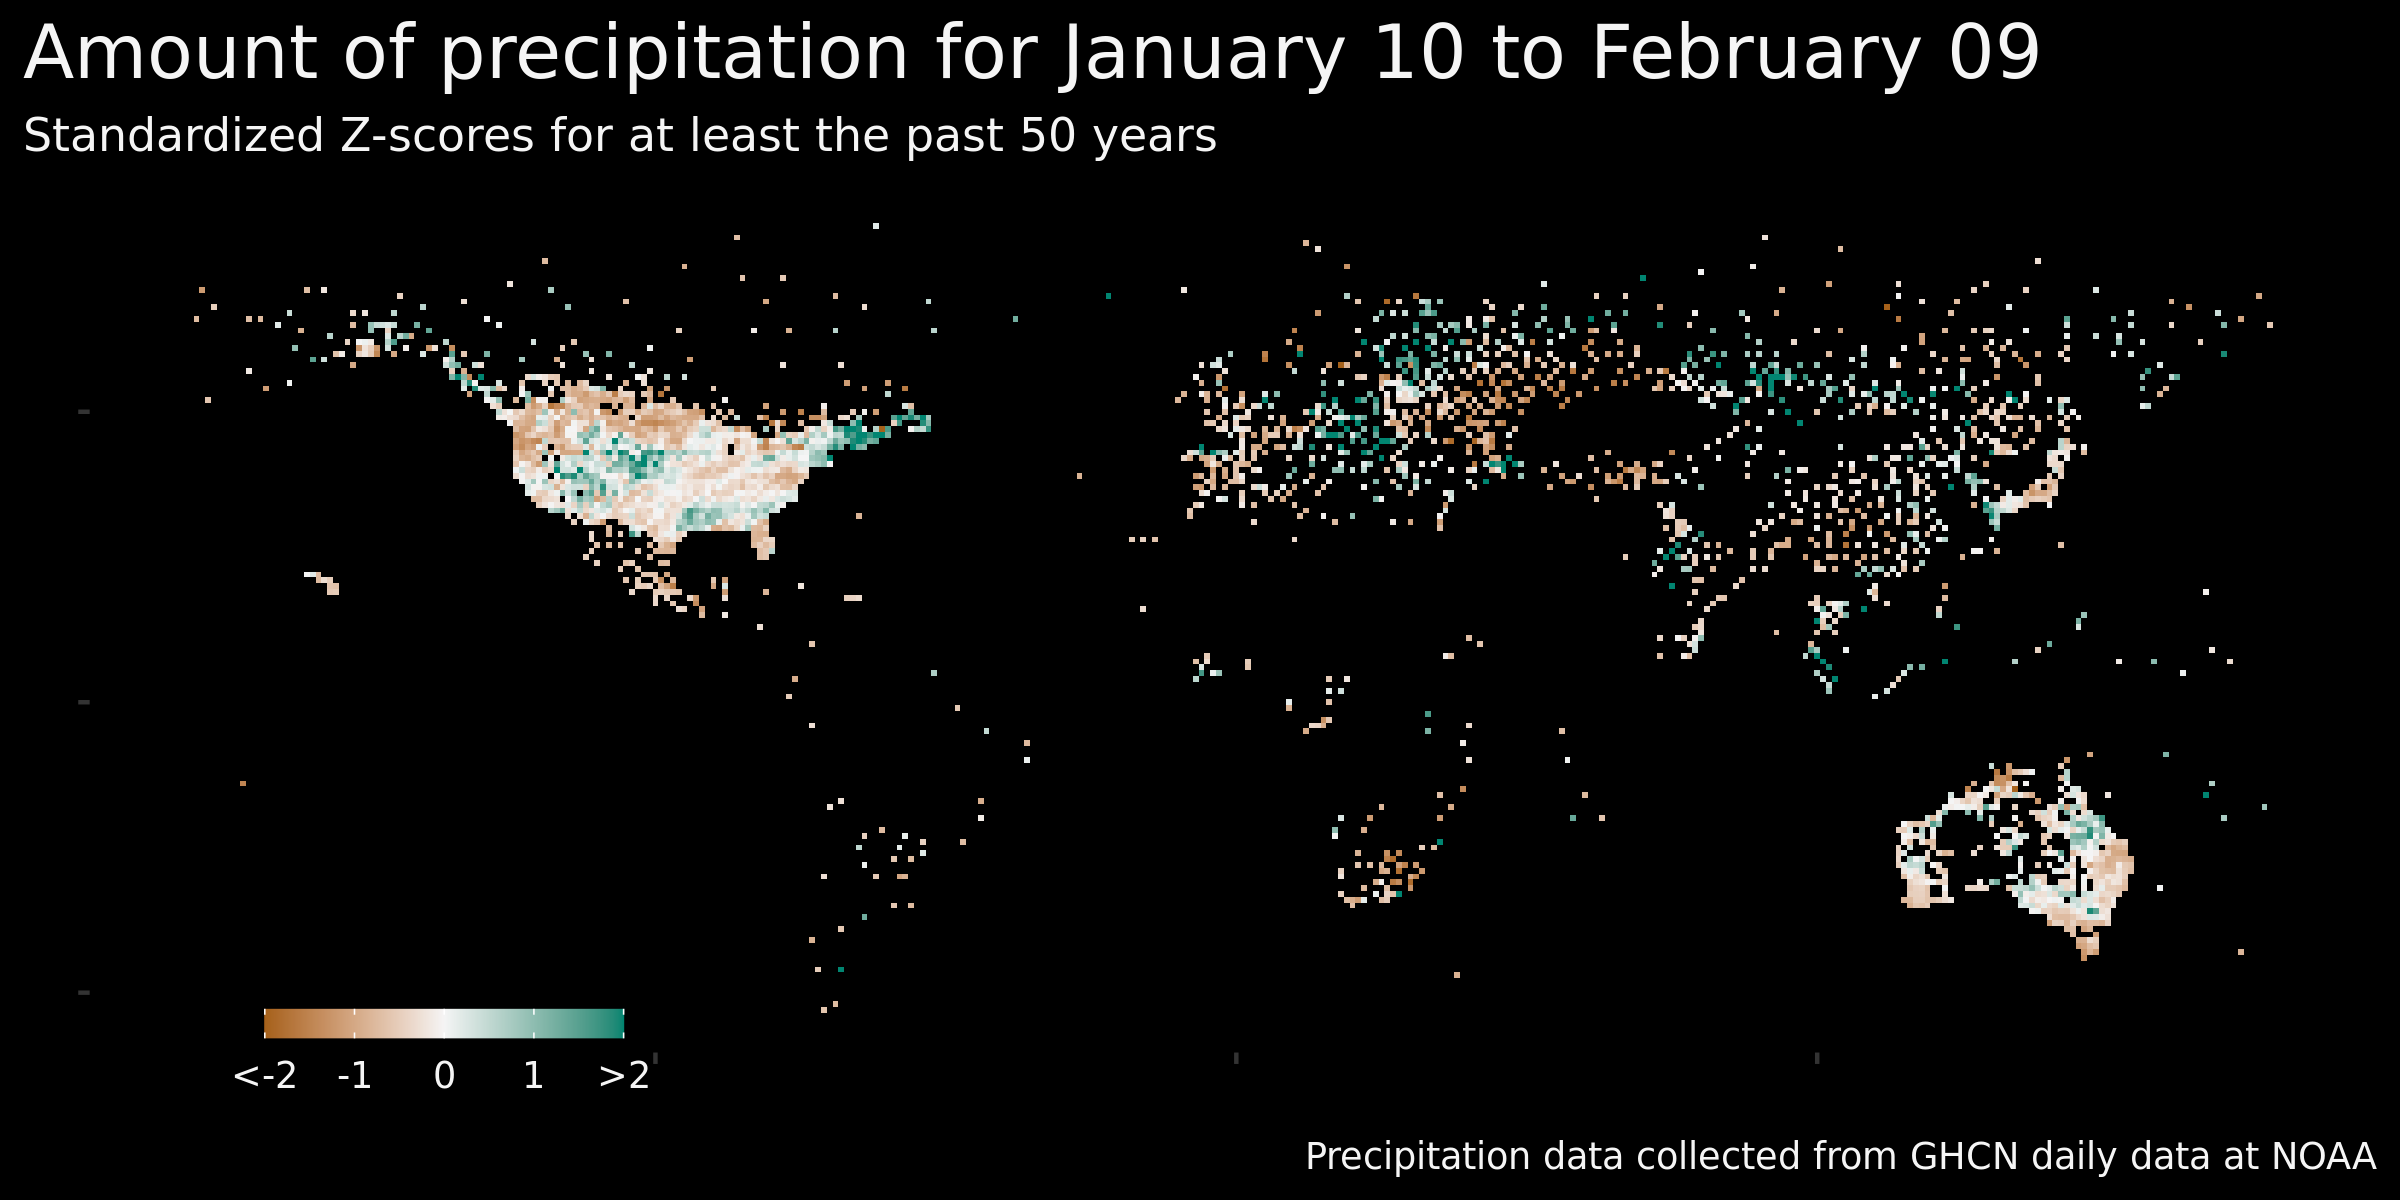 Amount of precipitation for January 10 to February 09
Standardized Z-scores for at least the past 50 years
<-2 -1 0 1 >2
Precipitation data collected from GHCN daily data at NOAA